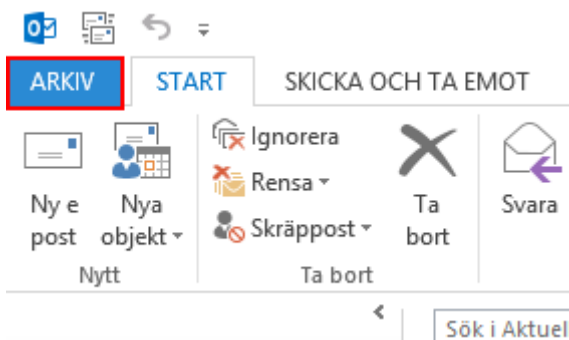 ARKIV START SKICKA OCH TA EMOT
Ny e
post
Nya
objekt
Nytt
Ignorera
Rensa
Skräppost
Ta
bort
Ta bort
Svara
Sök i Aktuel